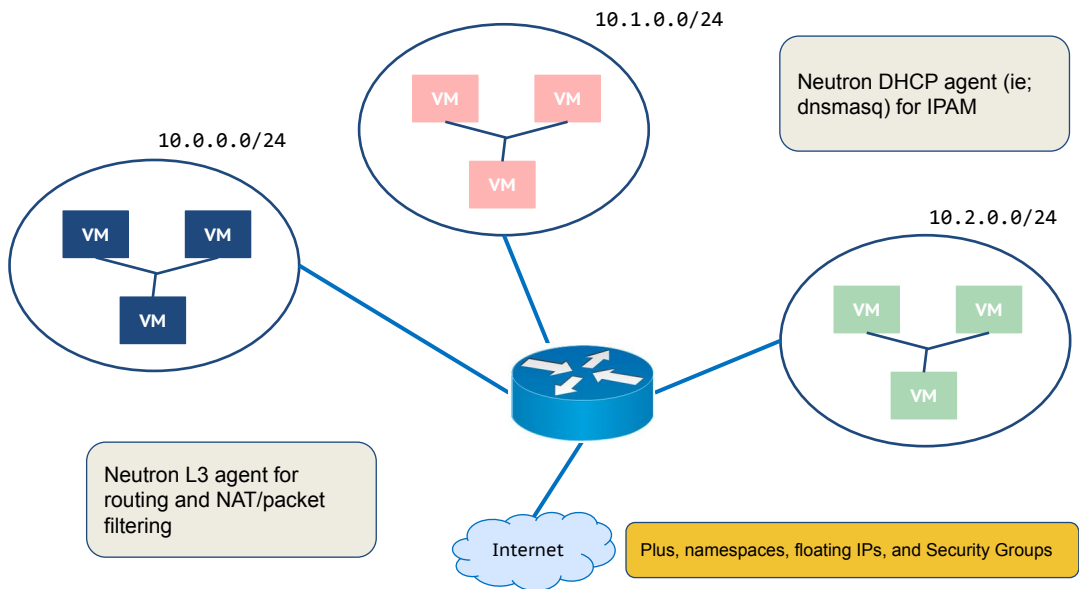 10.1.0.0/24
VM
VM
VM
Neutron DHCP agent (ie;
dnsmasq) for IPAM
10.0.0.0/24
VM
VM
VM
10.2.0.0/24
VM
VM
VM
Neutron L3 agent for
routing and NAT/packet
filtering
Internet
Plus, namespaces, floating IPs, and Security Groups